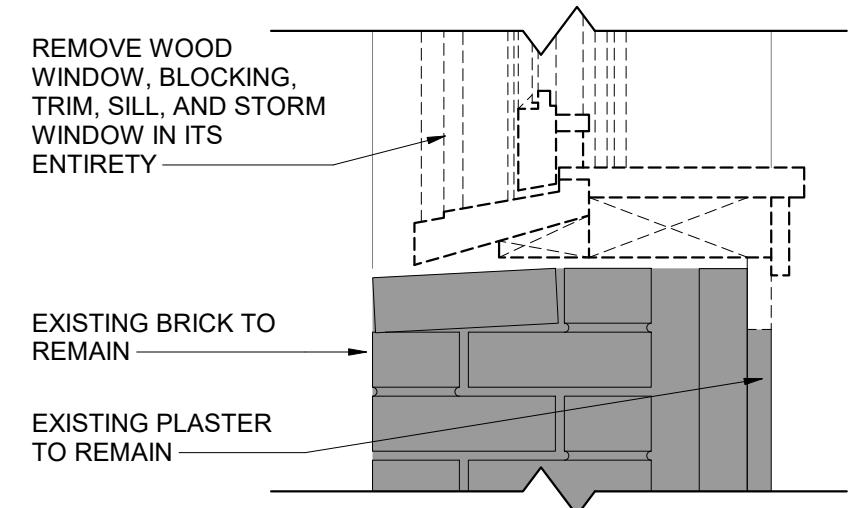 REMOVE WOOD
WINDOW, BLOCKING,
TRIM, SILL, AND STORM
WINDOW IN ITS
ENTIRETY
EXISTING BRICK TO
REMAIN
EXISTING PLASTER
TO REMAIN